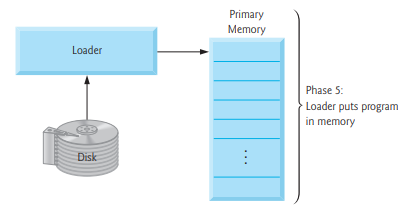 Primary
Memory
Loader
Phase 5:
Loader puts program
in memory
Disk